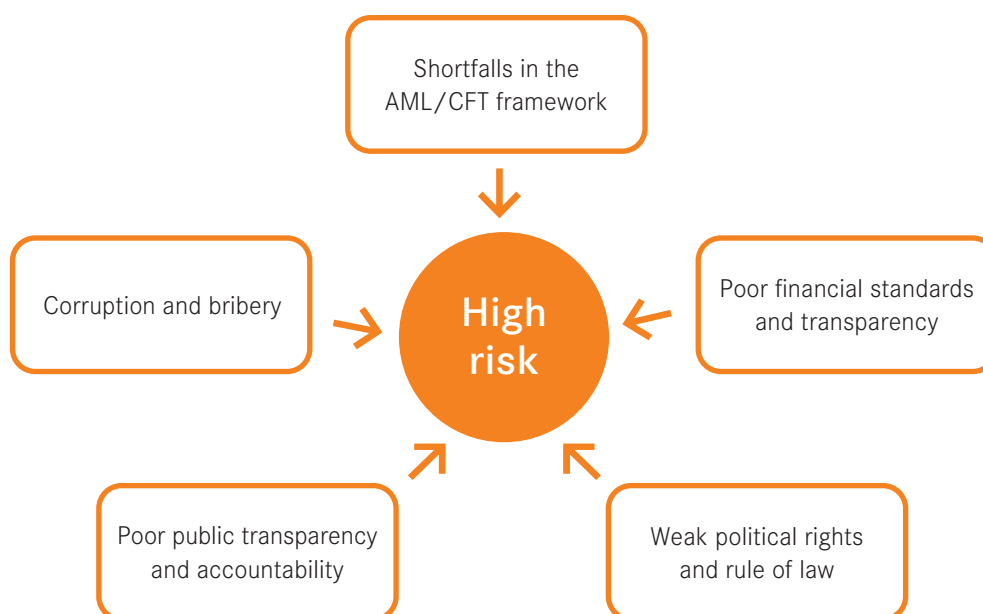 Shortfalls in the
AML/CFT framework
Corruption and bribery
High
risk
Poor financial standards
and transparency
Poor public transparency
and accountability
Weak political rights
and rule of law